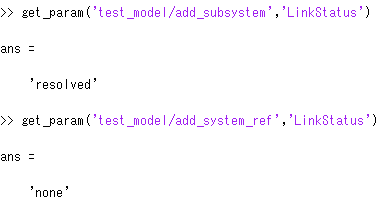 >> get_param('test_model/add_subsystem','LinkStatus')
ans =
'resolved'
>> get_param('test_model/add_system_ref','LinkStatus')
ans =
'none'